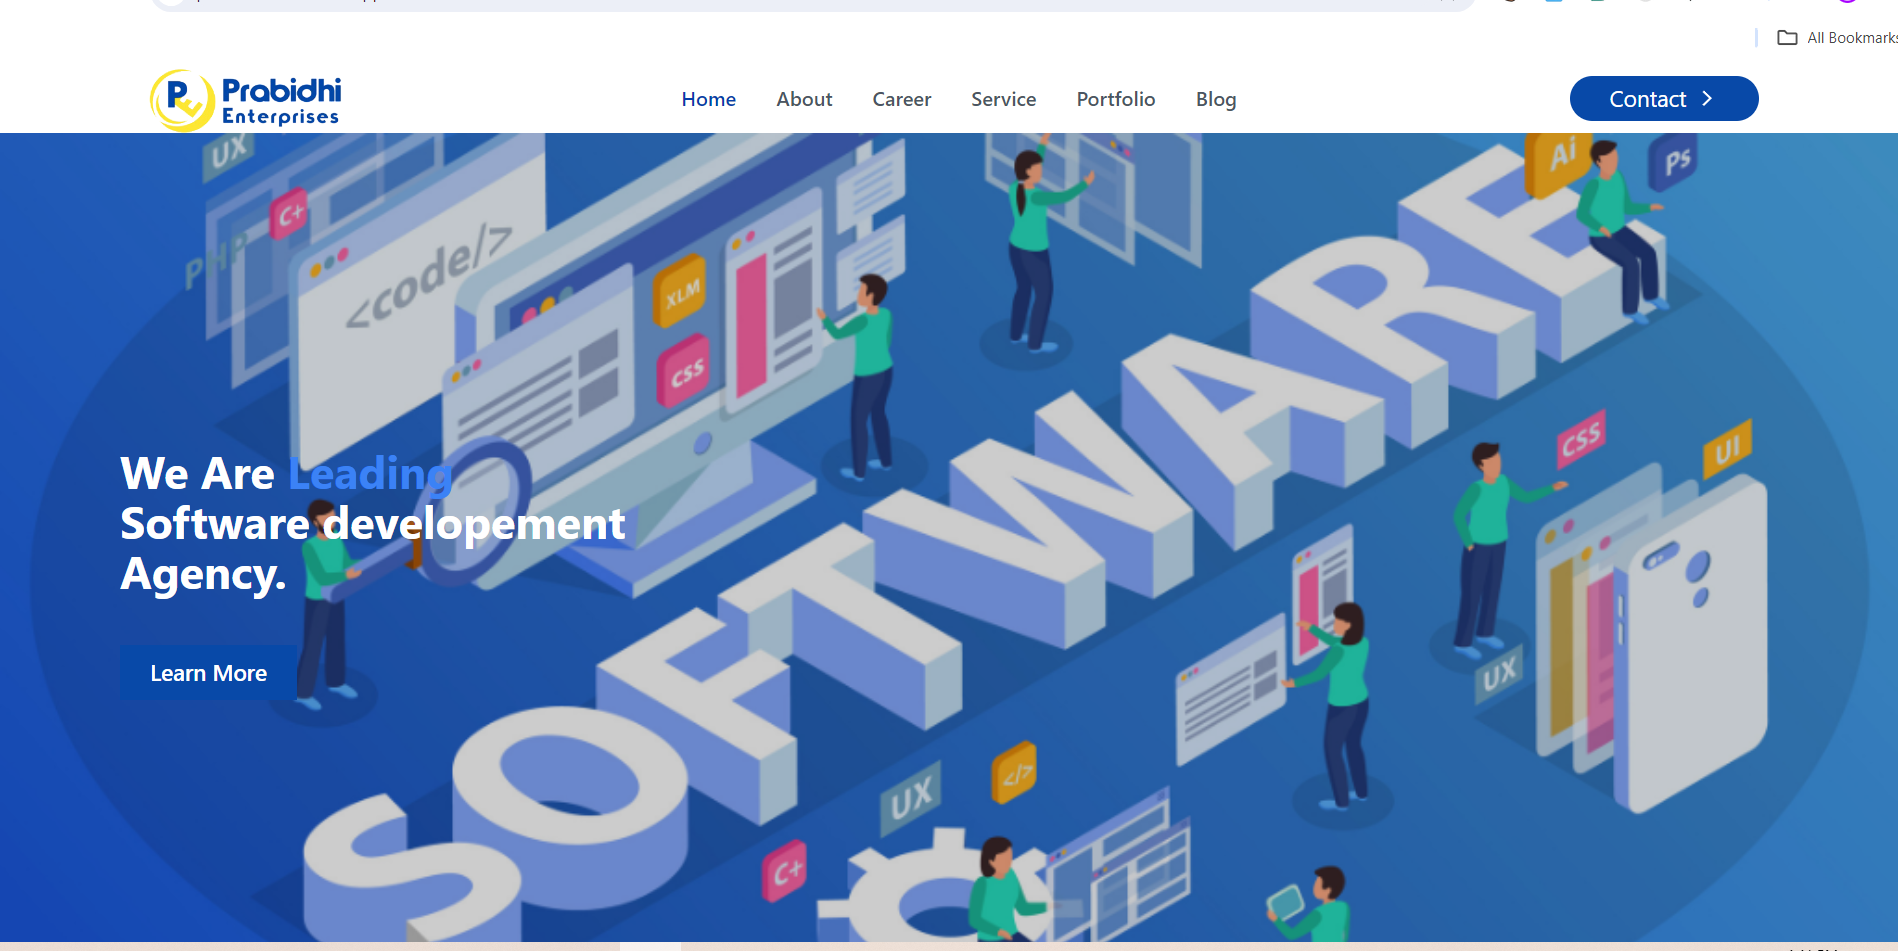 All Bookmarks
Prabidhi
Enterprises
Home
About
Career
Service
Portfolio
Blog
Contact
UX
C+
PHP
<code/>
XLM
CSS
Ai
Ps
We Are Leading
Software developement
Agency.
Learn More
SOFTWARE
CSS
UI
UX
UX
</>
C+